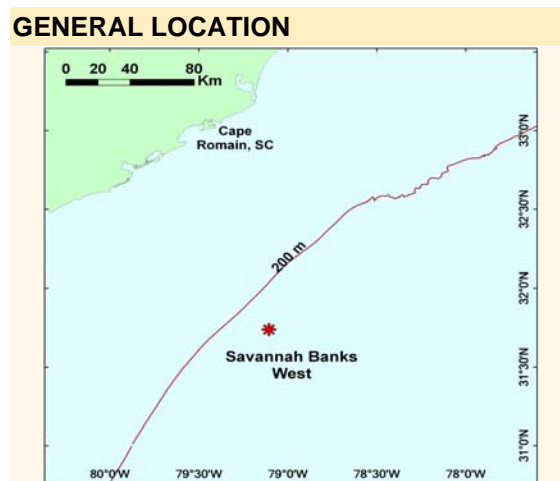 GENERAL LOCATION
0 20 40 80
Km
Cape
Romain, SC
33°0'N
32°30'N
200 m
32°0'N
Savannah Banks
West
31°30'N
31°0'N
80°0'W 79°30'W 79°0'W 78°30'W 78°0'W